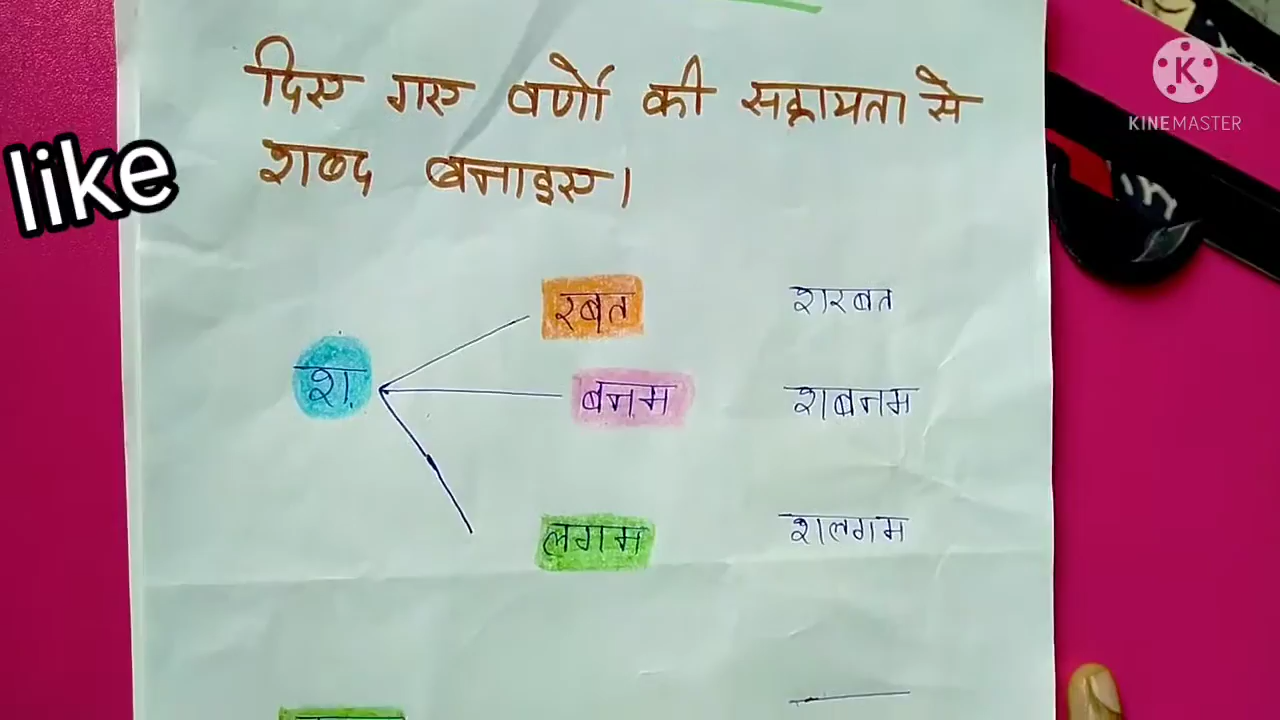 दिए गए वर्णो की सहायता से
शब्द बनाइए।
like
KINEMASTER
श
रबत
शरबत
बनम
शबनम
लगम
शलगम